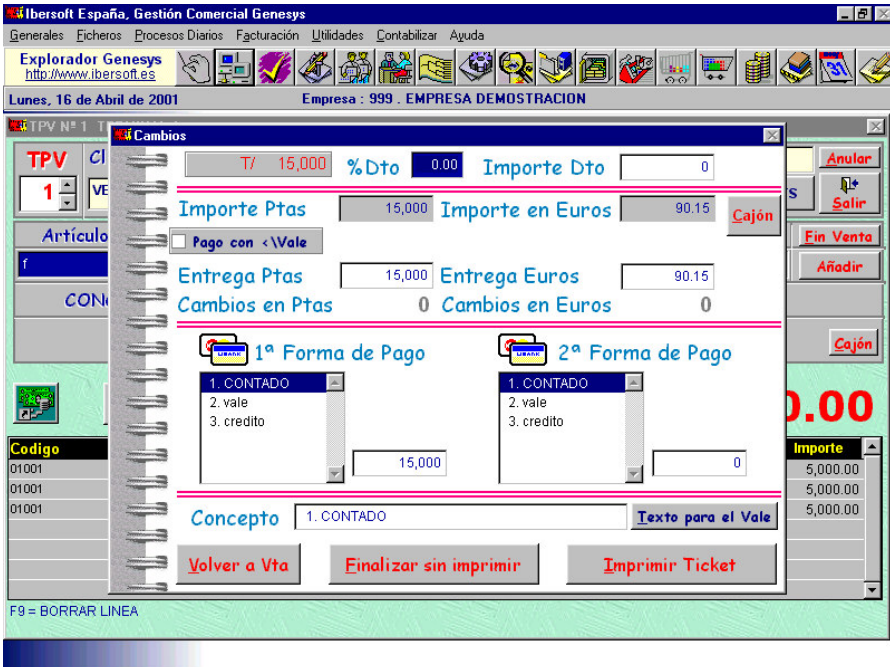 Ibersoft España, Gestión Comercial Genesys
Generales Ficheros Procesos Diarios Facturación Utilidades Contabilizar Ayuda
Explorador Genesys
http://www.ibersoft.es
Lunes, 16 de Abril de 2001 Empresa : 999 . EMPRESA DEMOSTRACION
TPV Nº 1
Cambios
TPV
Cl
Anular
1
VE
S
Salir
T/ 15,000 %Dto 0.00 Importe Dto 0
Importe Ptas 15,000 Importe en Euros 90.15 Cajón
Pago con <\Vale
Artículo
Fin Venta
f
Añadir
Entrega Ptas 15,000 Entrega Euros 90.15
Cambios en Ptas 0 Cambios en Euros 0
CON
Cajón
1ª Forma de Pago 2ª Forma de Pago
UBANK UBANK
1. CONTADO 1. CONTADO
2. vale 2. vale
3. credito 3. credito
15,000 0
0.00
Codigo Importe
01001 5,000.00
01001 5,000.00
01001 5,000.00
Concepto 1. CONTADO Texto para el Vale
Volver a Vta Finalizar sin imprimir Imprimir Ticket
F9 = BORRAR LINEA